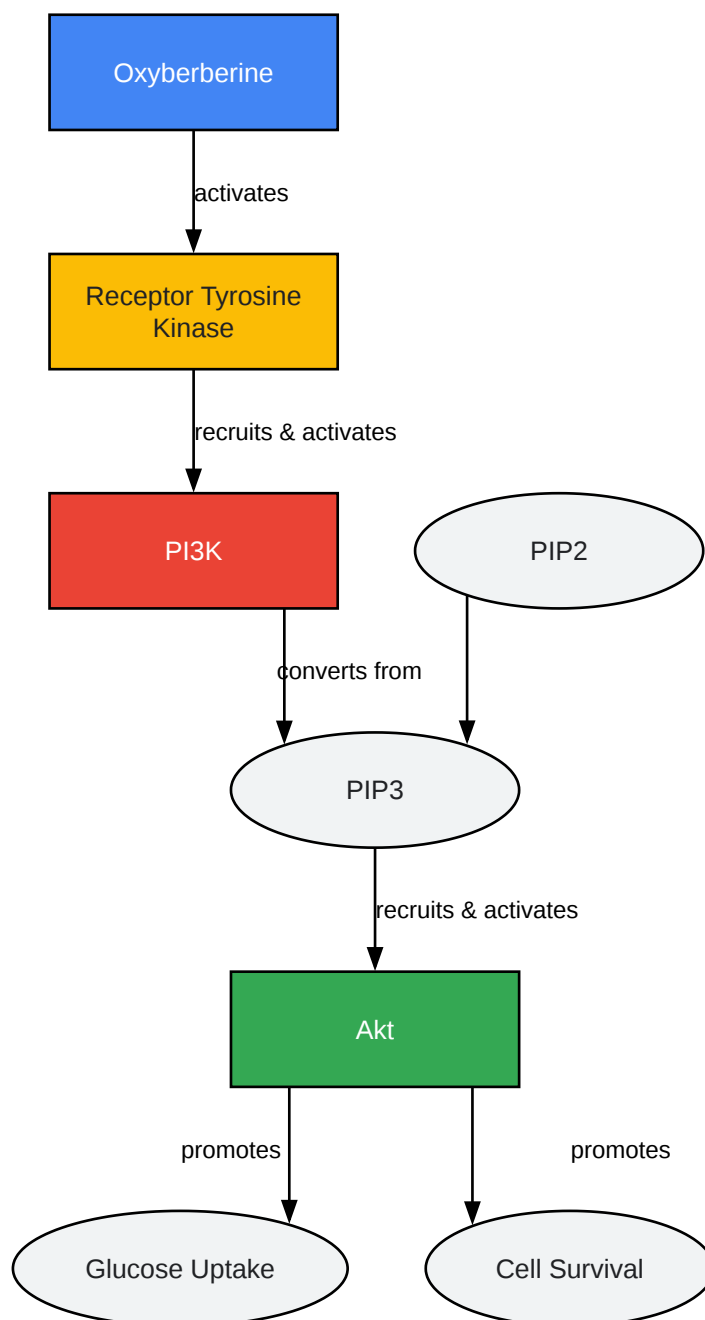 Oxyberberine
activates
Receptor Tyrosine
Kinase
recruits & activates
PI3K
PIP2
converts from
PIP3
recruits & activates
Akt
promotes
promotes
Glucose Uptake
Cell Survival